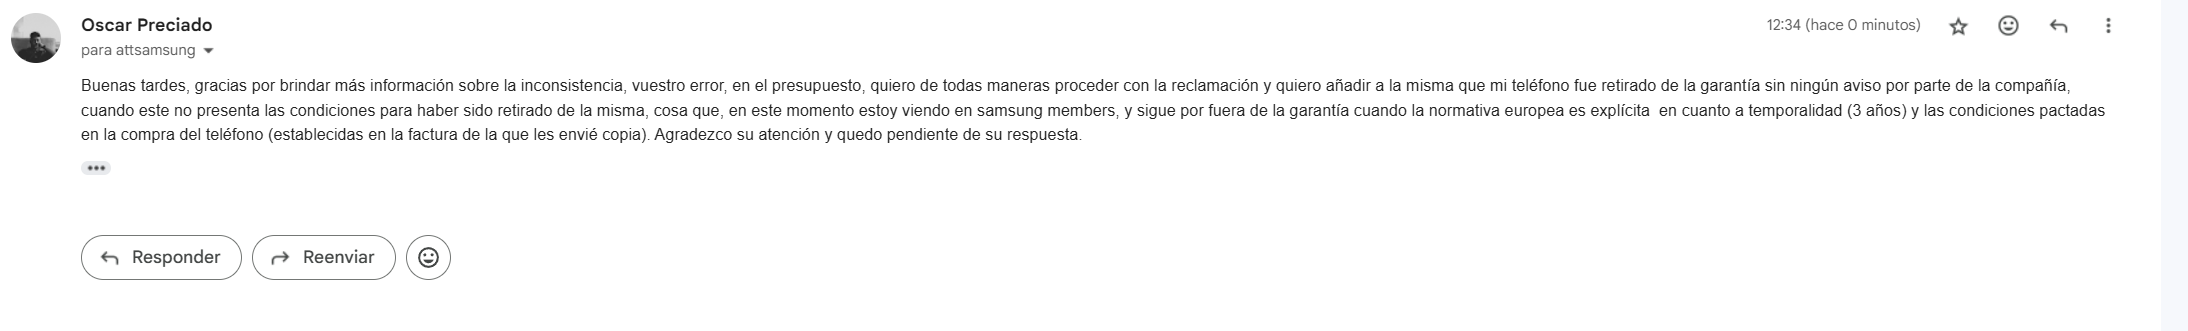 Oscar Preciado
12:34 (hace 0 minutos)
para attsamsung
Buenas tardes, gracias por brindar más información sobre la inconsistencia, vuestro error, en el presupuesto, quiero de todas maneras proceder con la reclamación y quiero añadir a la misma que mi teléfono fue retirado de la garantía sin ningún aviso por parte de la compañía,
cuando este no presenta las condiciones para haber sido retirado de la misma, cosa que, en este momento estoy viendo en samsung members, y sigue por fuera de la garantía cuando la normativa europea es explícita  en cuanto a temporalidad (3 años) y las condiciones pactadas
en la compra del teléfono (establecidas en la factura de la que les envié copia). Agradezco su atención y quedo pendiente de su respuesta.
Responder
Reenviar